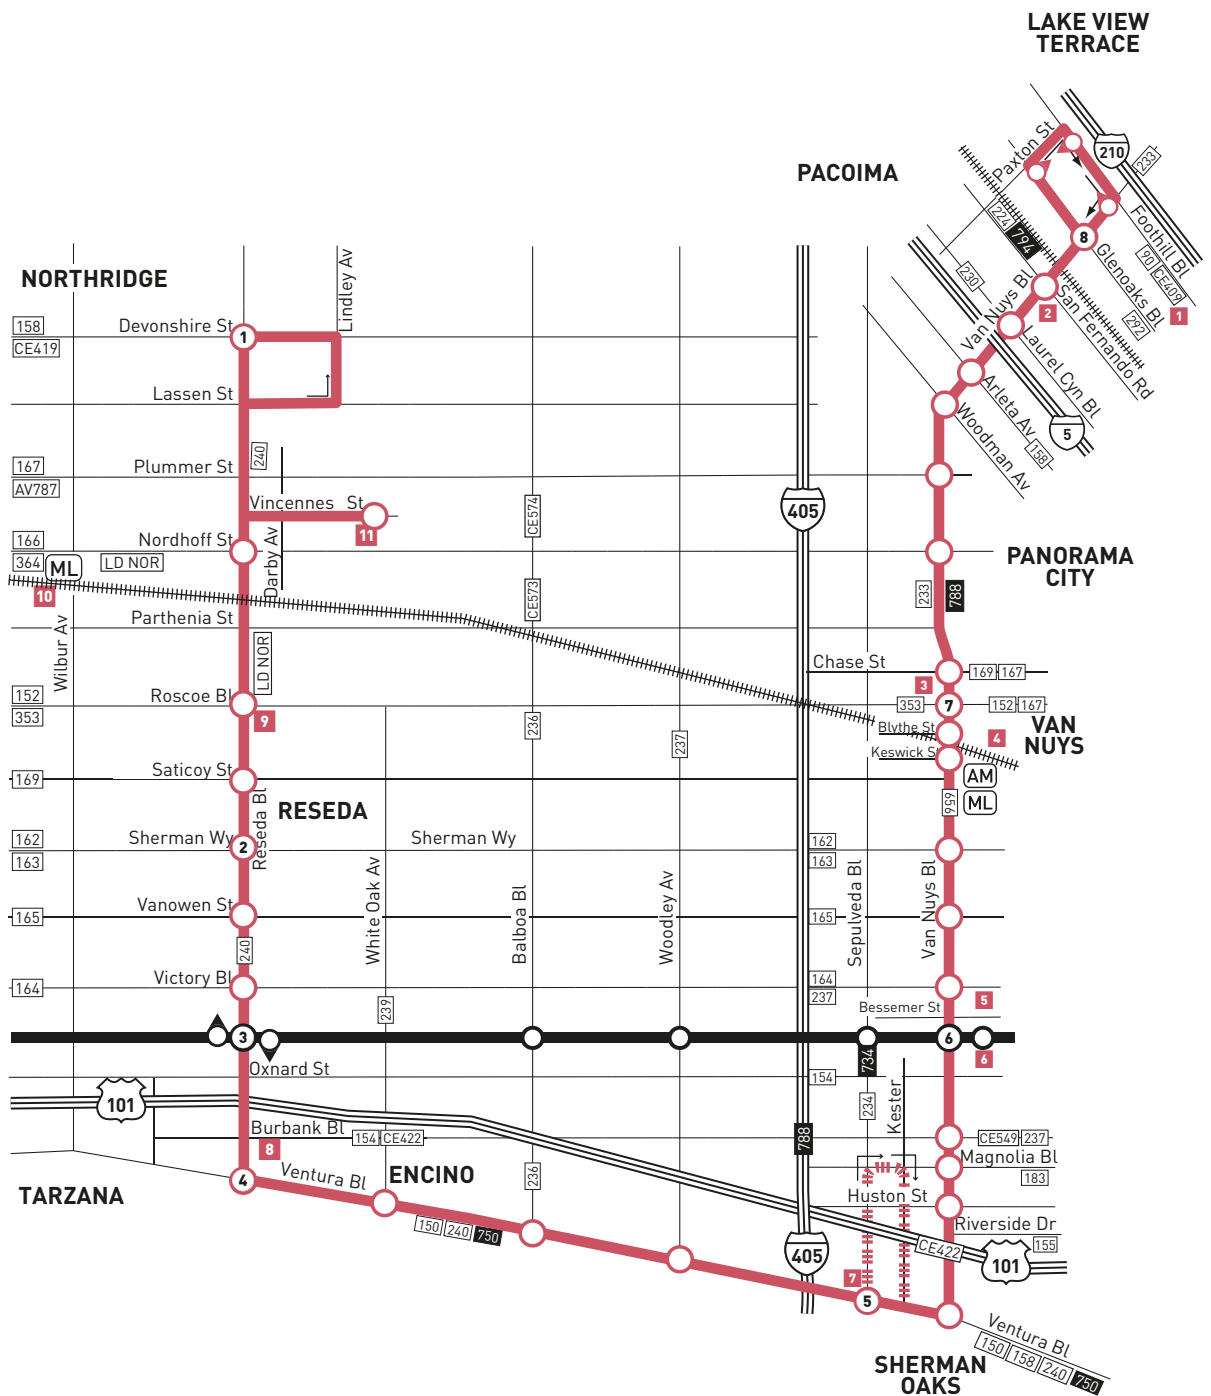 LAKE VIEW
TERRACE
PACOIMA
Paxton St
210
233
224
794
Foothill Bl
90
CE409
1
8
Glenoaks Bl
292
230
Van Nuys Bl
2
San Fernando Rd
Laurel Cyn Bl
5
Arleta Av
158
Woodman Av
NORTHRIDGE
Lindley Av
158
Devonshire St
1
CE419
Lassen St
240
167
Plummer St
AV787
Vincennes St
11
CE574
405
166
Nordhoff St
364
ML
LD NOR
Darby Av
10
PANORAMA
CITY
CE573
233
788
Parthenia St
Wilbur Av
LD NOR
Chase St
169
167
3
152
Roscoe Bl
353
9
353
7
152
167
236
237
Blythe St
4
VAN
NUYS
Keswick St
169
Saticoy St
AM
ML
656
Reseda Bl
RESEDA
162
Sherman Wy
2
Sherman Wy
162
163
163
White Oak Av
Balboa Bl
Woodley Av
Sepulveda Bl
Van Nuys Bl
165
Vanowen St
165
240
164
Victory Bl
164
237
239
5
Bessemer St
3
6
6
734
Oxnard St
154
101
234
Kester
Burbank Bl
154
CE422
788
CE549
237
8
Magnolia Bl
183
TARZANA
4
Ventura Bl
ENCINO
236
Huston St
150
240
750
Riverside Dr
155
CE422
405
101
7
5
Ventura Bl
150
158
240
750
SHERMAN
OAKS